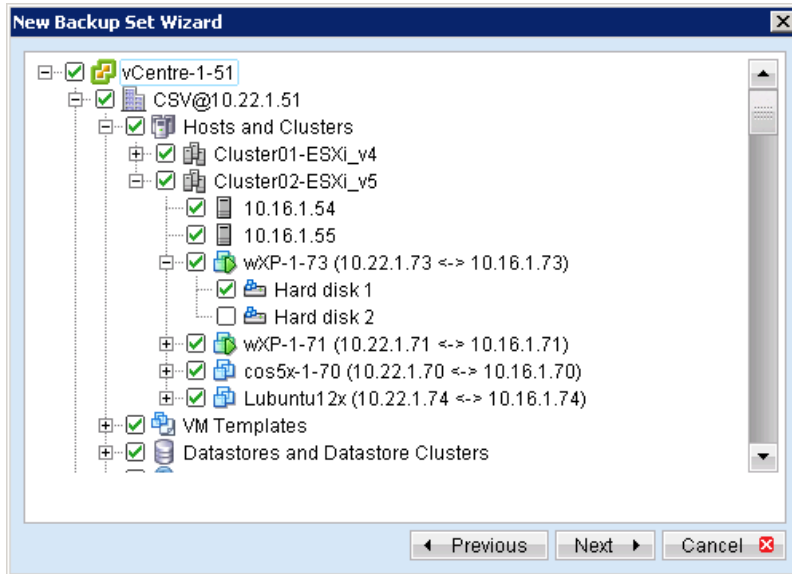 New Backup Set Wizard
vCentre-1-51
CSV@10.22.1.51
Hosts and Clusters
Cluster01-ESXi_v4
Cluster02-ESXi_v5
10.16.1.54
10.16.1.55
wXP-1-73 (10.22.1.73 <-> 10.16.1.73)
Hard disk 1
Hard disk 2
wXP-1-71 (10.22.1.71 <-> 10.16.1.71)
cos5x-1-70 (10.22.1.70 <-> 10.16.1.70)
Lubuntu12x (10.22.1.74 <-> 10.16.1.74)
VM Templates
Datastores and Datastore Clusters
Previous Next Cancel